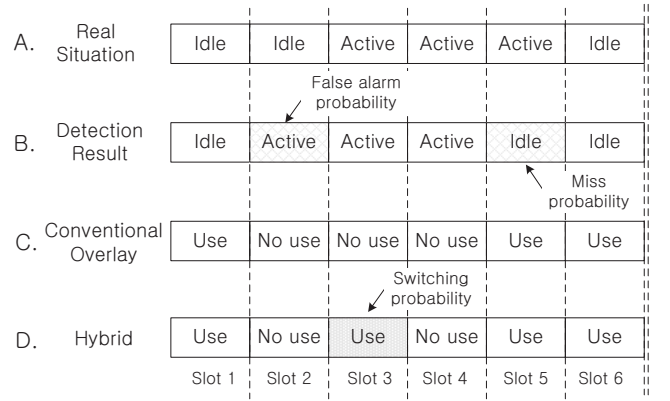 A. Real Situation Idle Idle Active Active Active Idle
False alarm probability
B. Detection Result Idle Active Active Active Idle Idle
Miss probability
C. Conventional Overlay Use No use No use No use Use Use
Switching probability
D. Hybrid Use No use Use No use Use Use
Slot 1 Slot 2 Slot 3 Slot 4 Slot 5 Slot 6